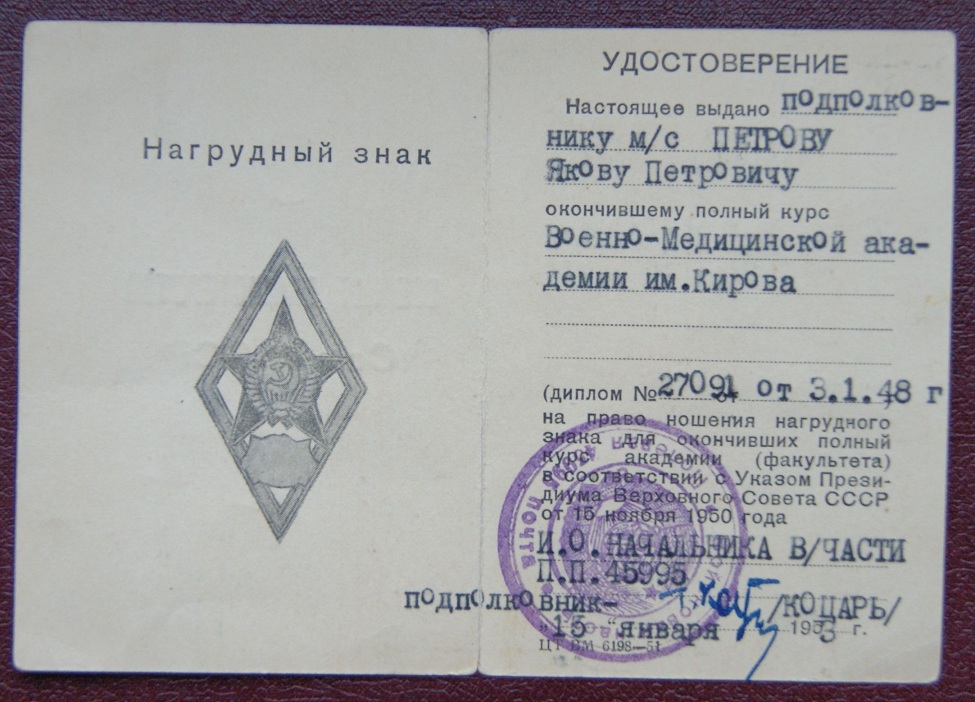 Нагрудный знак
УДОСТОВЕРЕНИЕ
Настоящее выдано подполков-
нику м/с ПЕТРОВУ
Якову Петровичу
окончившему полный курс
Военно-Медицинской ака-
демии им.Кирова
(диплом № 27091 от 3.1.48 г
на право ношения нагрудного
знака для окончивших полный
курс академии (факультета)
в соответствии с Указом Прези-
диума Верховного Совета СССР
от 15 ноября 1950 года
И.О.НАЧАЛЬНИКА В/ЧАСТИ
П.П.45995
подполковник- /КОЦАРЬ/
"15 "января 1953 г.
ЦТ ВМ 6198—51